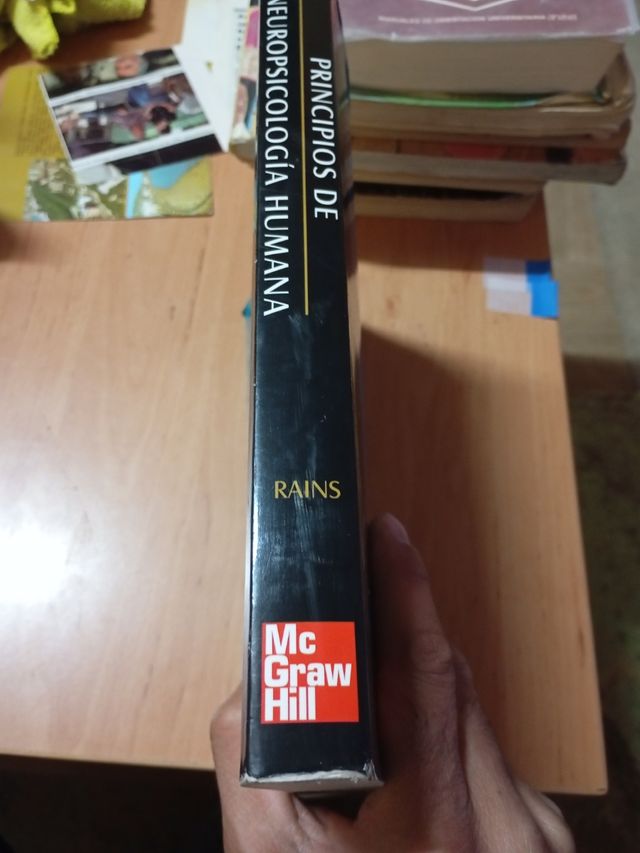 PRINCIPIOS DE
NEUROPSICOLOGÍA HUMANA
RAINS
Mc
Graw
Hill